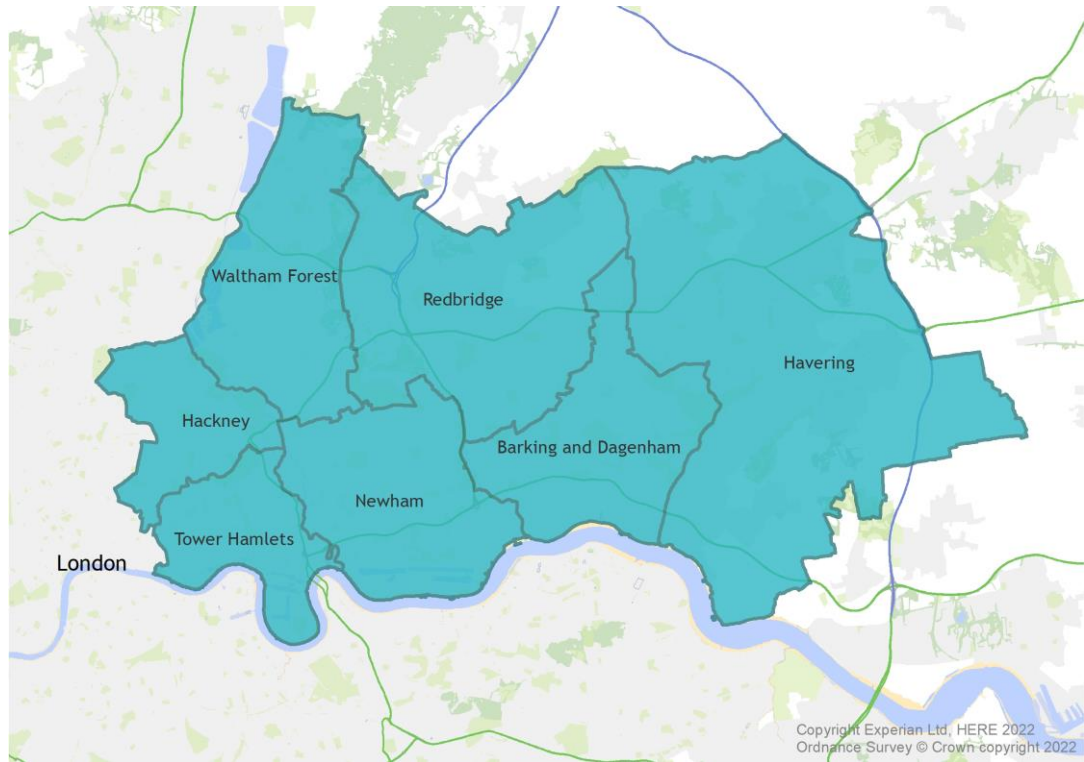 Waltham Forest
Redbridge
Havering
Hackney
Barking and Dagenham
Newham
Tower Hamlets
London
Copyright Experian Ltd, HERE 2022
Ordnance Survey © Crown copyright 2022